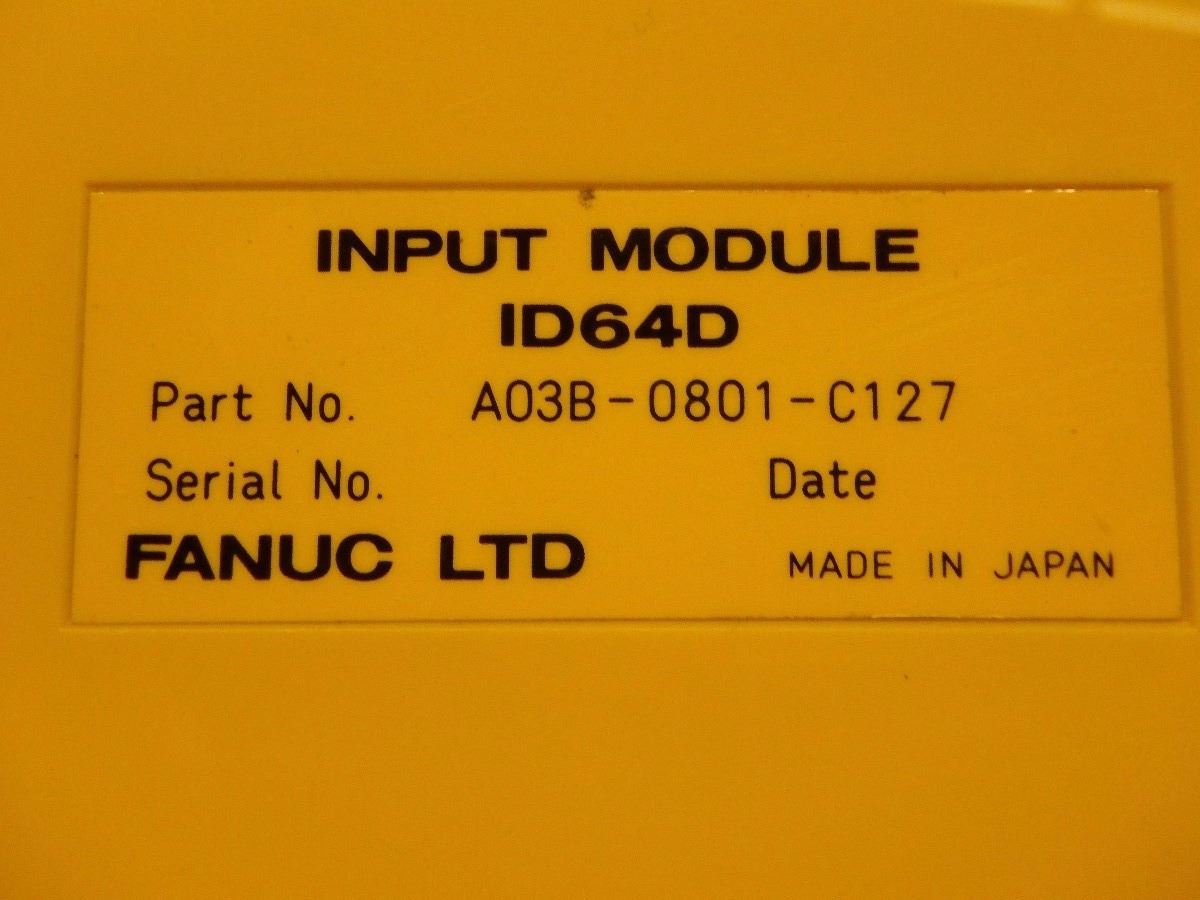 INPUT MODULE
ID64D
Part No. A03B-0801-C127
Serial No. Date
FANUC LTD MADE IN JAPAN